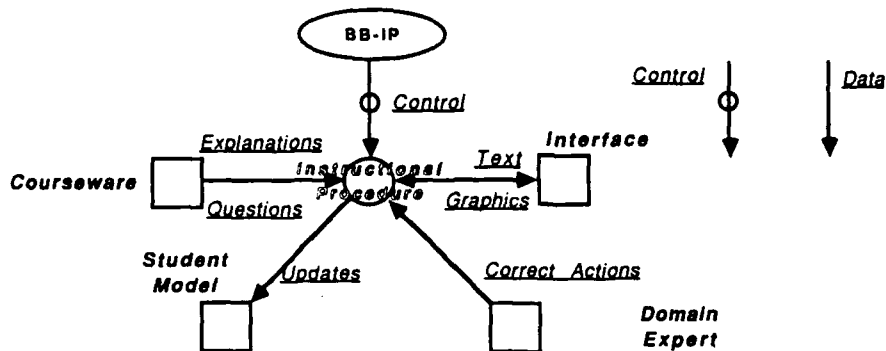 BB-IP
Control
Control
Data
Explanations
Interface
Instructional
Procedure
Text
Courseware
Questions
Graphics
Student
Model
Updates
Correct Actions
Domain
Expert